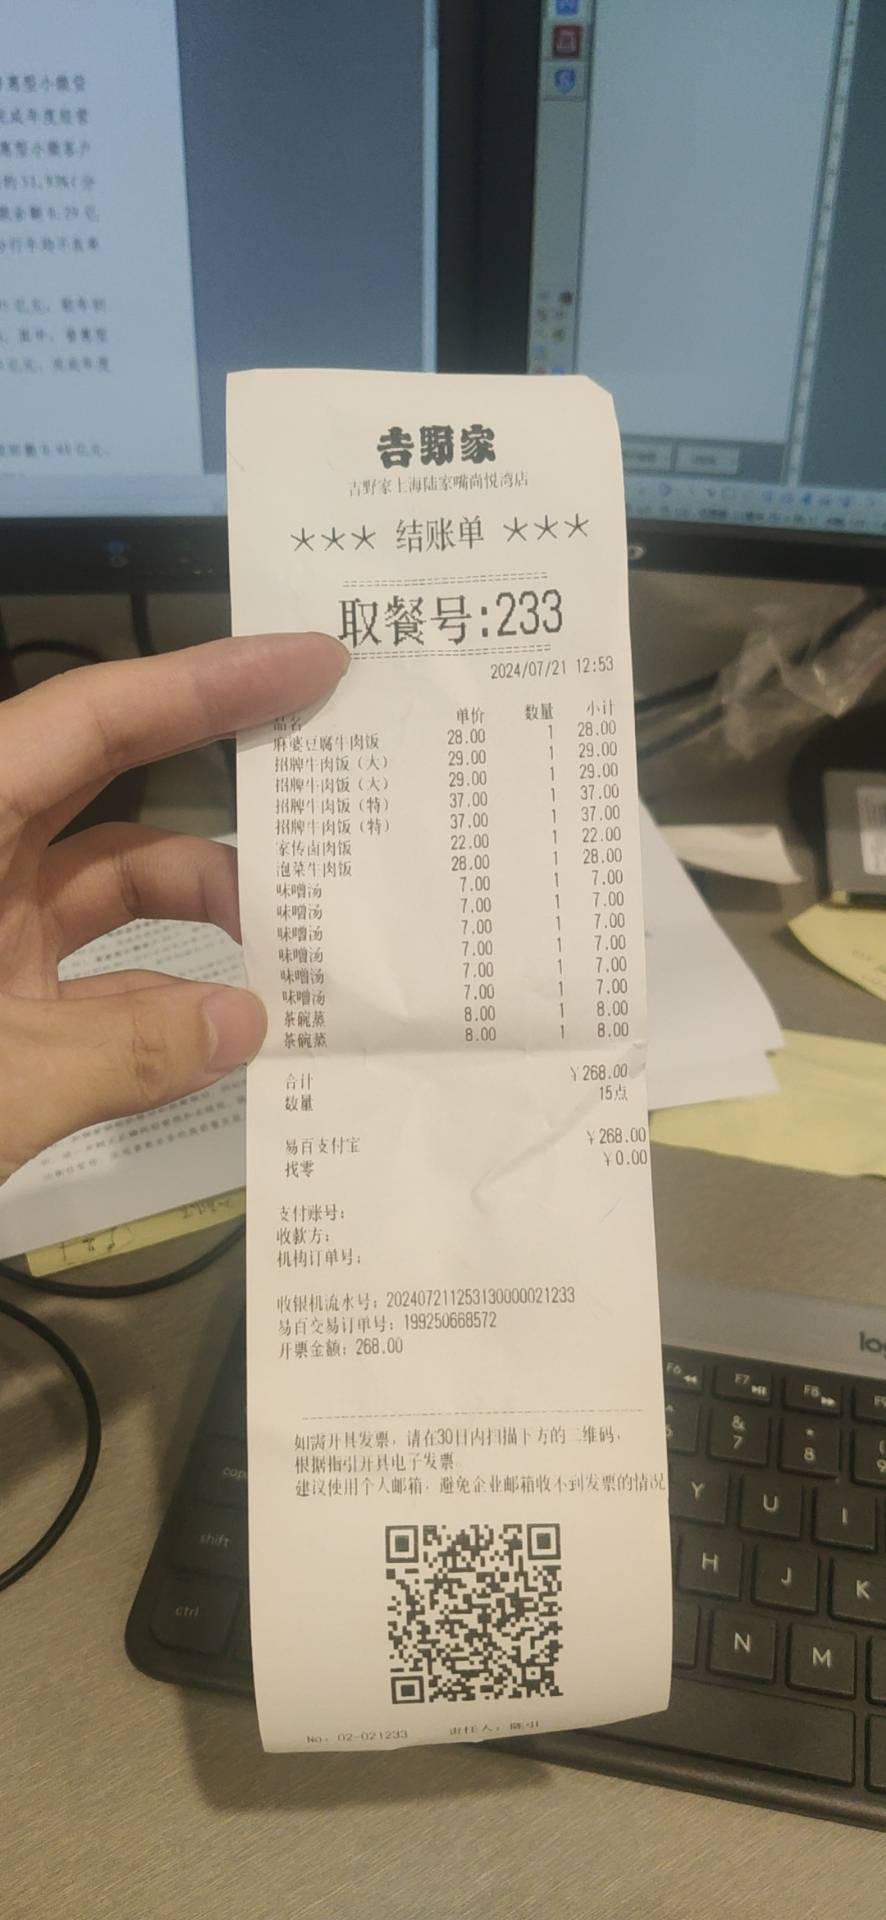 吉野家
吉野家上海陆家嘴尚悦湾店
*** 结账单 ***
取餐号:233
2024/07/21 12:53
品名 单价 数量 小计
麻婆豆腐牛肉饭 28.00 1 28.00
招牌牛肉饭（大） 29.00 1 29.00
招牌牛肉饭（大） 29.00 1 29.00
招牌牛肉饭（特） 37.00 1 37.00
招牌牛肉饭（特） 37.00 1 37.00
家传卤肉饭 22.00 1 22.00
泡菜牛肉饭 28.00 1 28.00
味噌汤 7.00 1 7.00
味噌汤 7.00 1 7.00
味噌汤 7.00 1 7.00
味噌汤 7.00 1 7.00
味噌汤 7.00 1 7.00
味噌汤 7.00 1 7.00
茶碗蒸 8.00 1 8.00
茶碗蒸 8.00 1 8.00
合计 ¥268.00
数量 15点
易百支付宝 ¥268.00
找零 ¥0.00
支付账号:
收款方:
机构订单号:
收银机流水号: 202407211253130000021233
易百交易订单号: 199250668572
开票金额: 268.00
如需开具发票，请在30日内扫描下方的二维码，
根据指引开具电子发票
建议使用个人邮箱，避免企业邮箱收不到发票的情况
No: 02-021233 责任人:
F6
F7
F8
&
7
*
8
Y
U
I
H
J
K
N
M
shift
ctrl